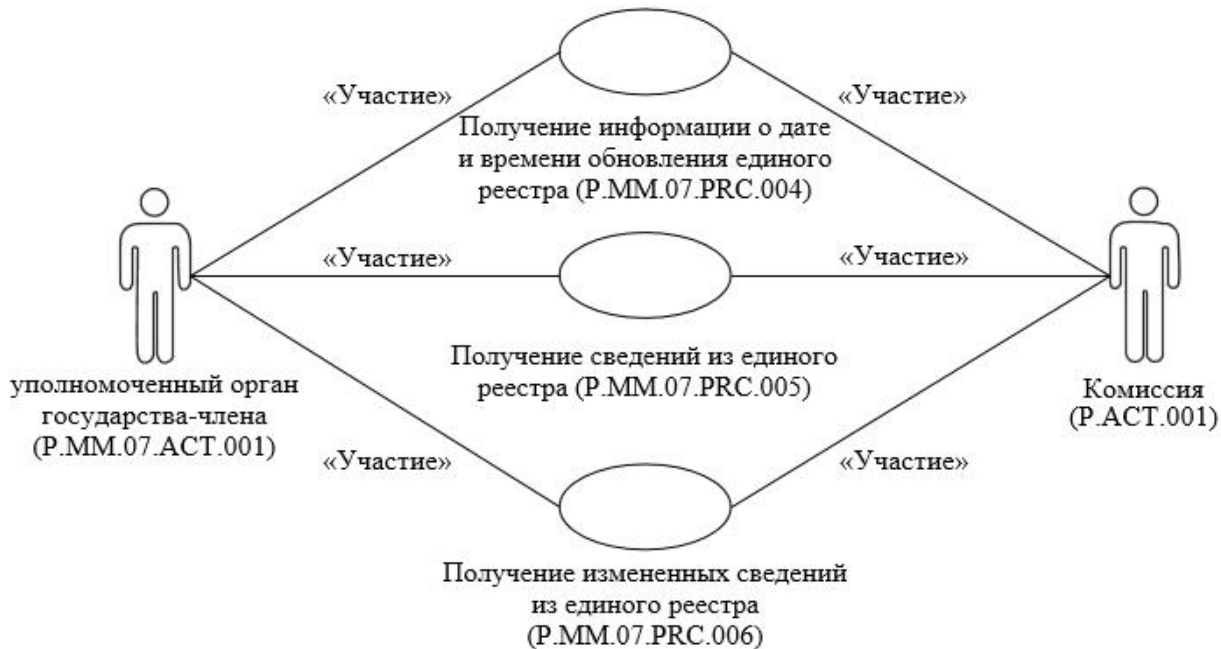 «Участие»
«Участие»
Получение информации о дате
и времени обновления единого
реестра (P.MM.07.PRC.004)
«Участие»
«Участие»
Получение сведений из единого
реестра (P.MM.07.PRC.005)
уполномоченный орган
государства-члена
(P.MM.07.ACT.001)
Комиссия
(P.ACT.001)
«Участие»
«Участие»
Получение измененных сведений
из единого реестра
(P.MM.07.PRC.006)